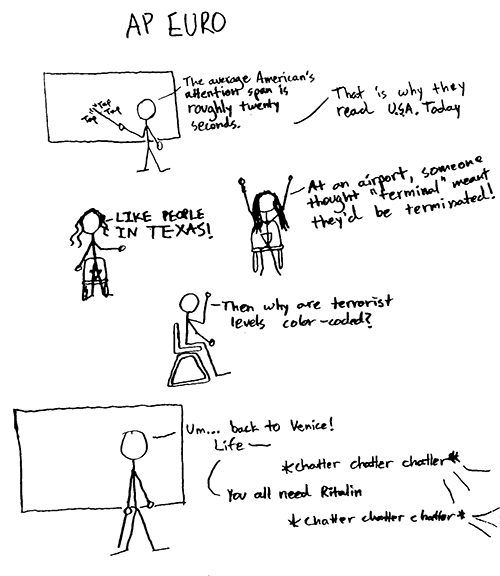 AP EURO
The average American's
attention span is
roughly twenty
seconds.
Tap
Tap
Tap
That is why they
read U.S.A. Today
At an airport, someone
thought "terminal" meant
they'd be terminated!
LIKE PEOPLE
IN TEXAS!
Then why are terrorist
levels color-coded?
Um... back to Venice!
Life —
*chatter chatter chatter*
You all need Ritalin
*chatter chatter chatter*